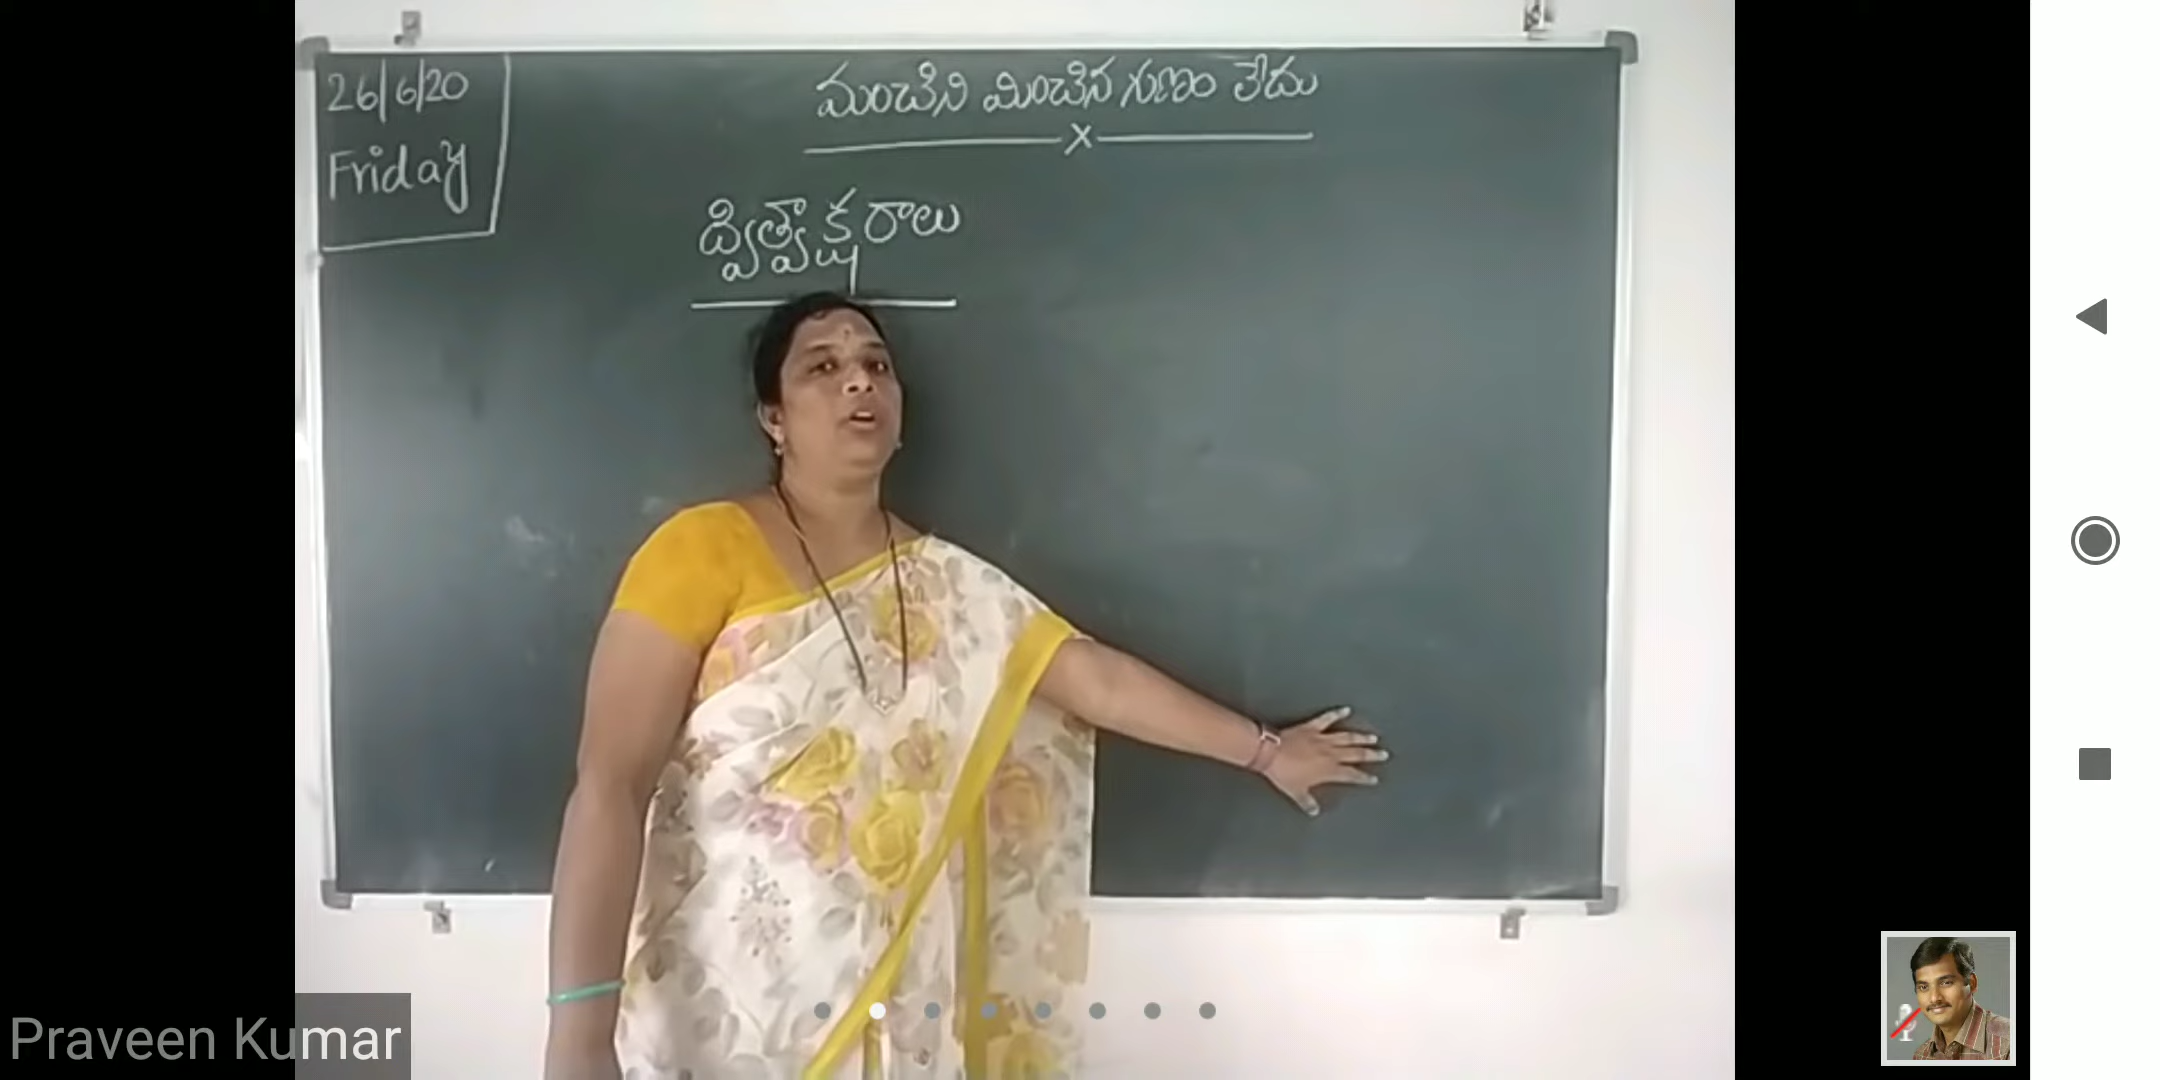 26/6/20
Friday
మంచికిని మించిన గుణం లేదు
x
ద్విత్వాక్షరాలు
Praveen Kumar